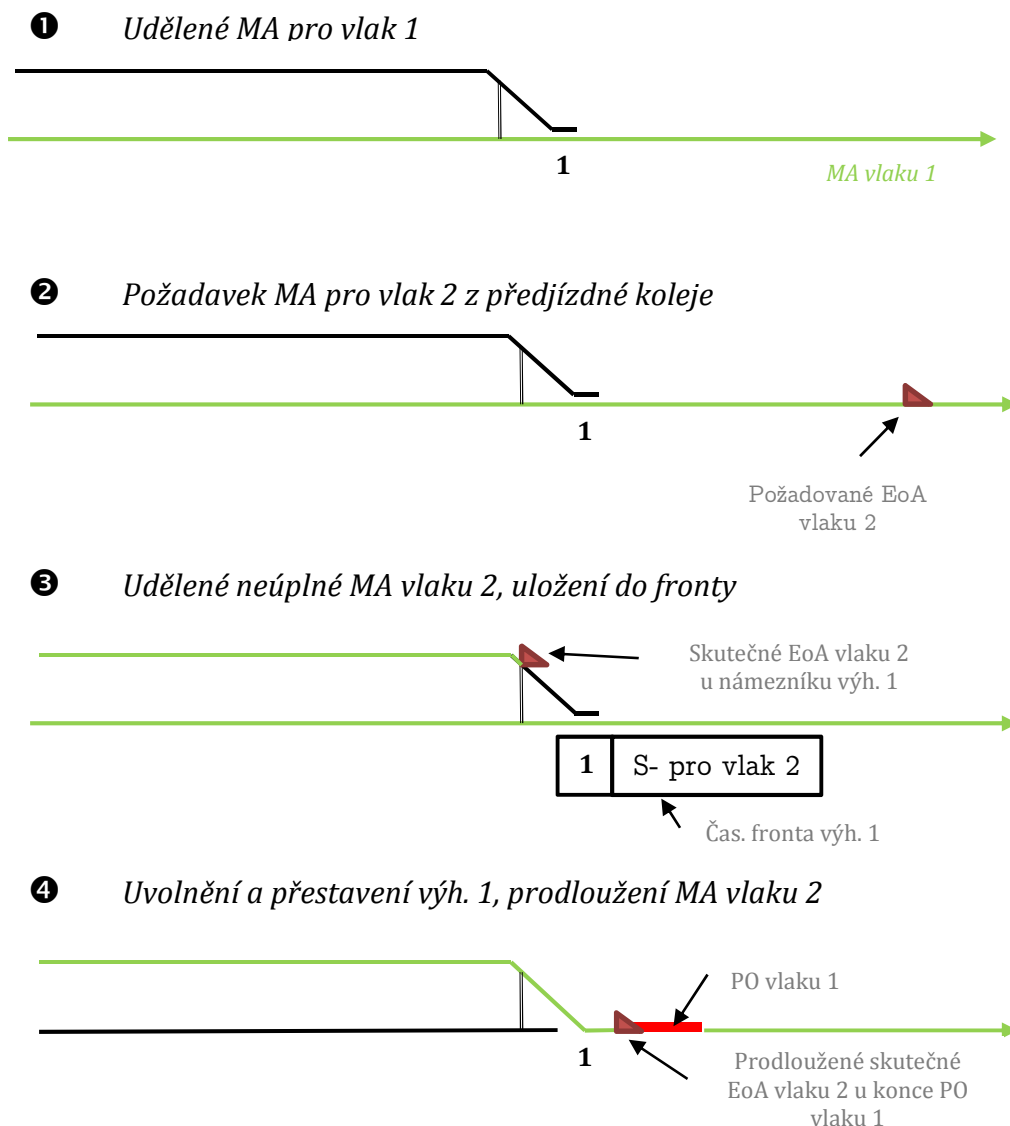 ❶ Udělené MA pro vlak 1
1
MA vlaku 1
❷ Požadavek MA pro vlak 2 z předjízdné koleje
1
Požadované EoA
vlaku 2
❸ Udělené neúplné MA vlaku 2, uložení do fronty
Skutečné EoA vlaku 2
u námezníku výh. 1
1 S- pro vlak 2
Čas. fronta výh. 1
❹ Uvolnění a přestavení výh. 1, prodloužení MA vlaku 2
PO vlaku 1
1
Prodloužené skutečné
EoA vlaku 2 u konce PO
vlaku 1